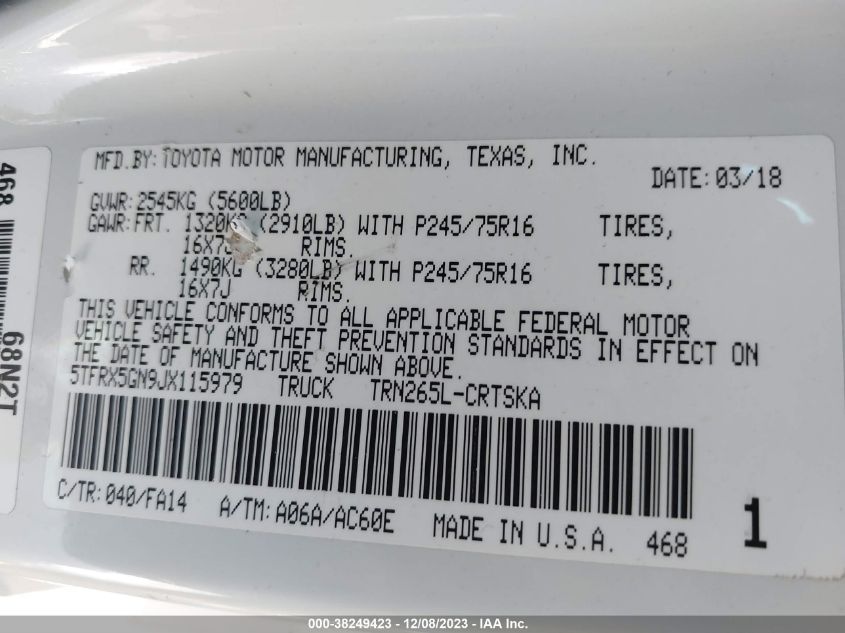 MFD.BY:TOYOTA MOTOR MANUFACTURING, TEXAS, INC.
DATE:03/18
GVWR:2545KG (5600LB)
GAWR:FRT. 1320KG (2910LB) WITH P245/75R16 TIRES,
16X7J RIMS.
RR. 1490KG (3280LB) WITH P245/75R16 TIRES,
16X7J RIMS.
THIS VEHICLE CONFORMS TO ALL APPLICABLE FEDERAL MOTOR
VEHICLE SAFETY AND THEFT PREVENTION STANDARDS IN EFFECT ON
THE DATE OF MANUFACTURE SHOWN ABOVE.
5TFRX5GN9JX115979 TRUCK TRN265L-CRTSKA
C/TR:040/FA14 A/TM:A06A/AC60E MADE IN U.S.A. 468 1
468 68N2T
000-38249423 - 12/08/2023 - IAA Inc.